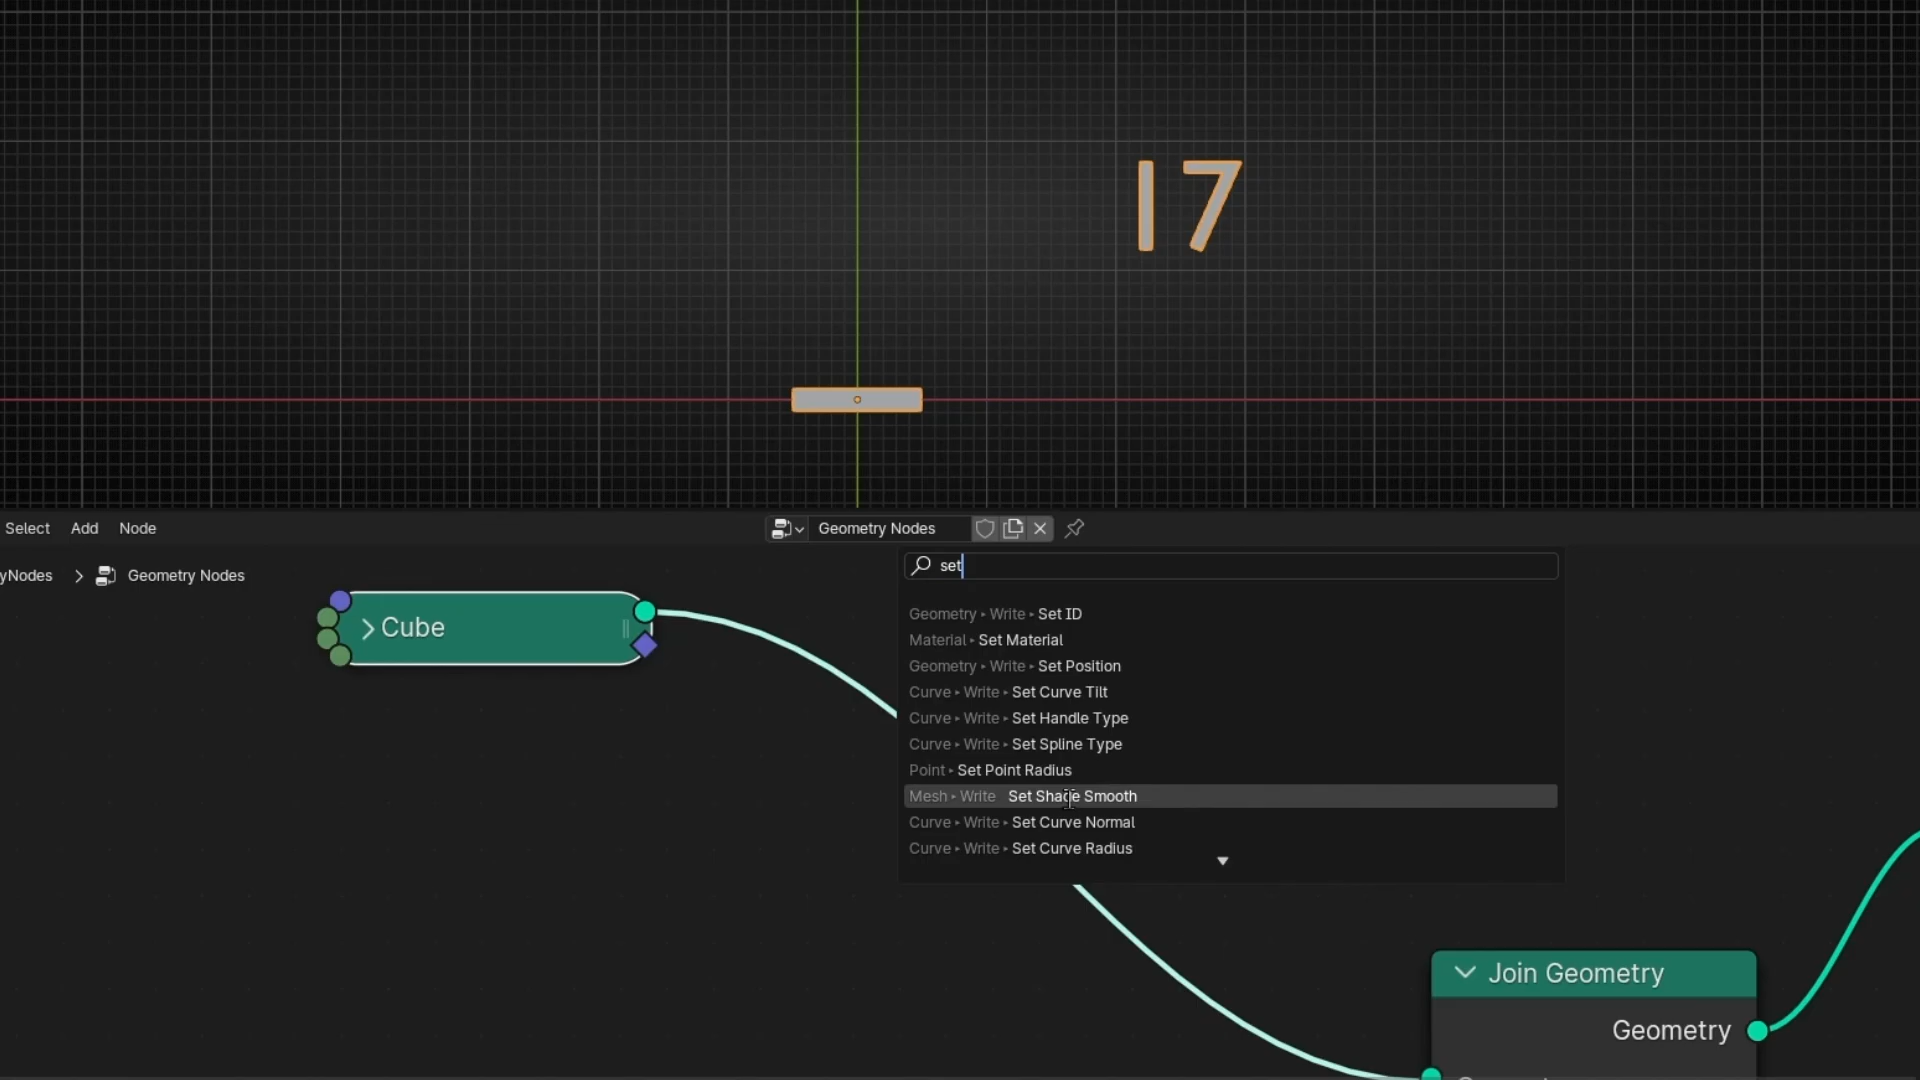 17
Select Add Node
Geometry Nodes
yNodes > Geometry Nodes
set
Geometry ▸ Write ▸ Set ID
Material ▸ Set Material
Geometry ▸ Write ▸ Set Position
Curve ▸ Write ▸ Set Curve Tilt
Curve ▸ Write ▸ Set Handle Type
Curve ▸ Write ▸ Set Spline Type
Point ▸ Set Point Radius
Mesh ▸ Write Set Shade Smooth
Curve ▸ Write ▸ Set Curve Normal
Curve ▸ Write ▸ Set Curve Radius
Cube
Join Geometry
Geometry